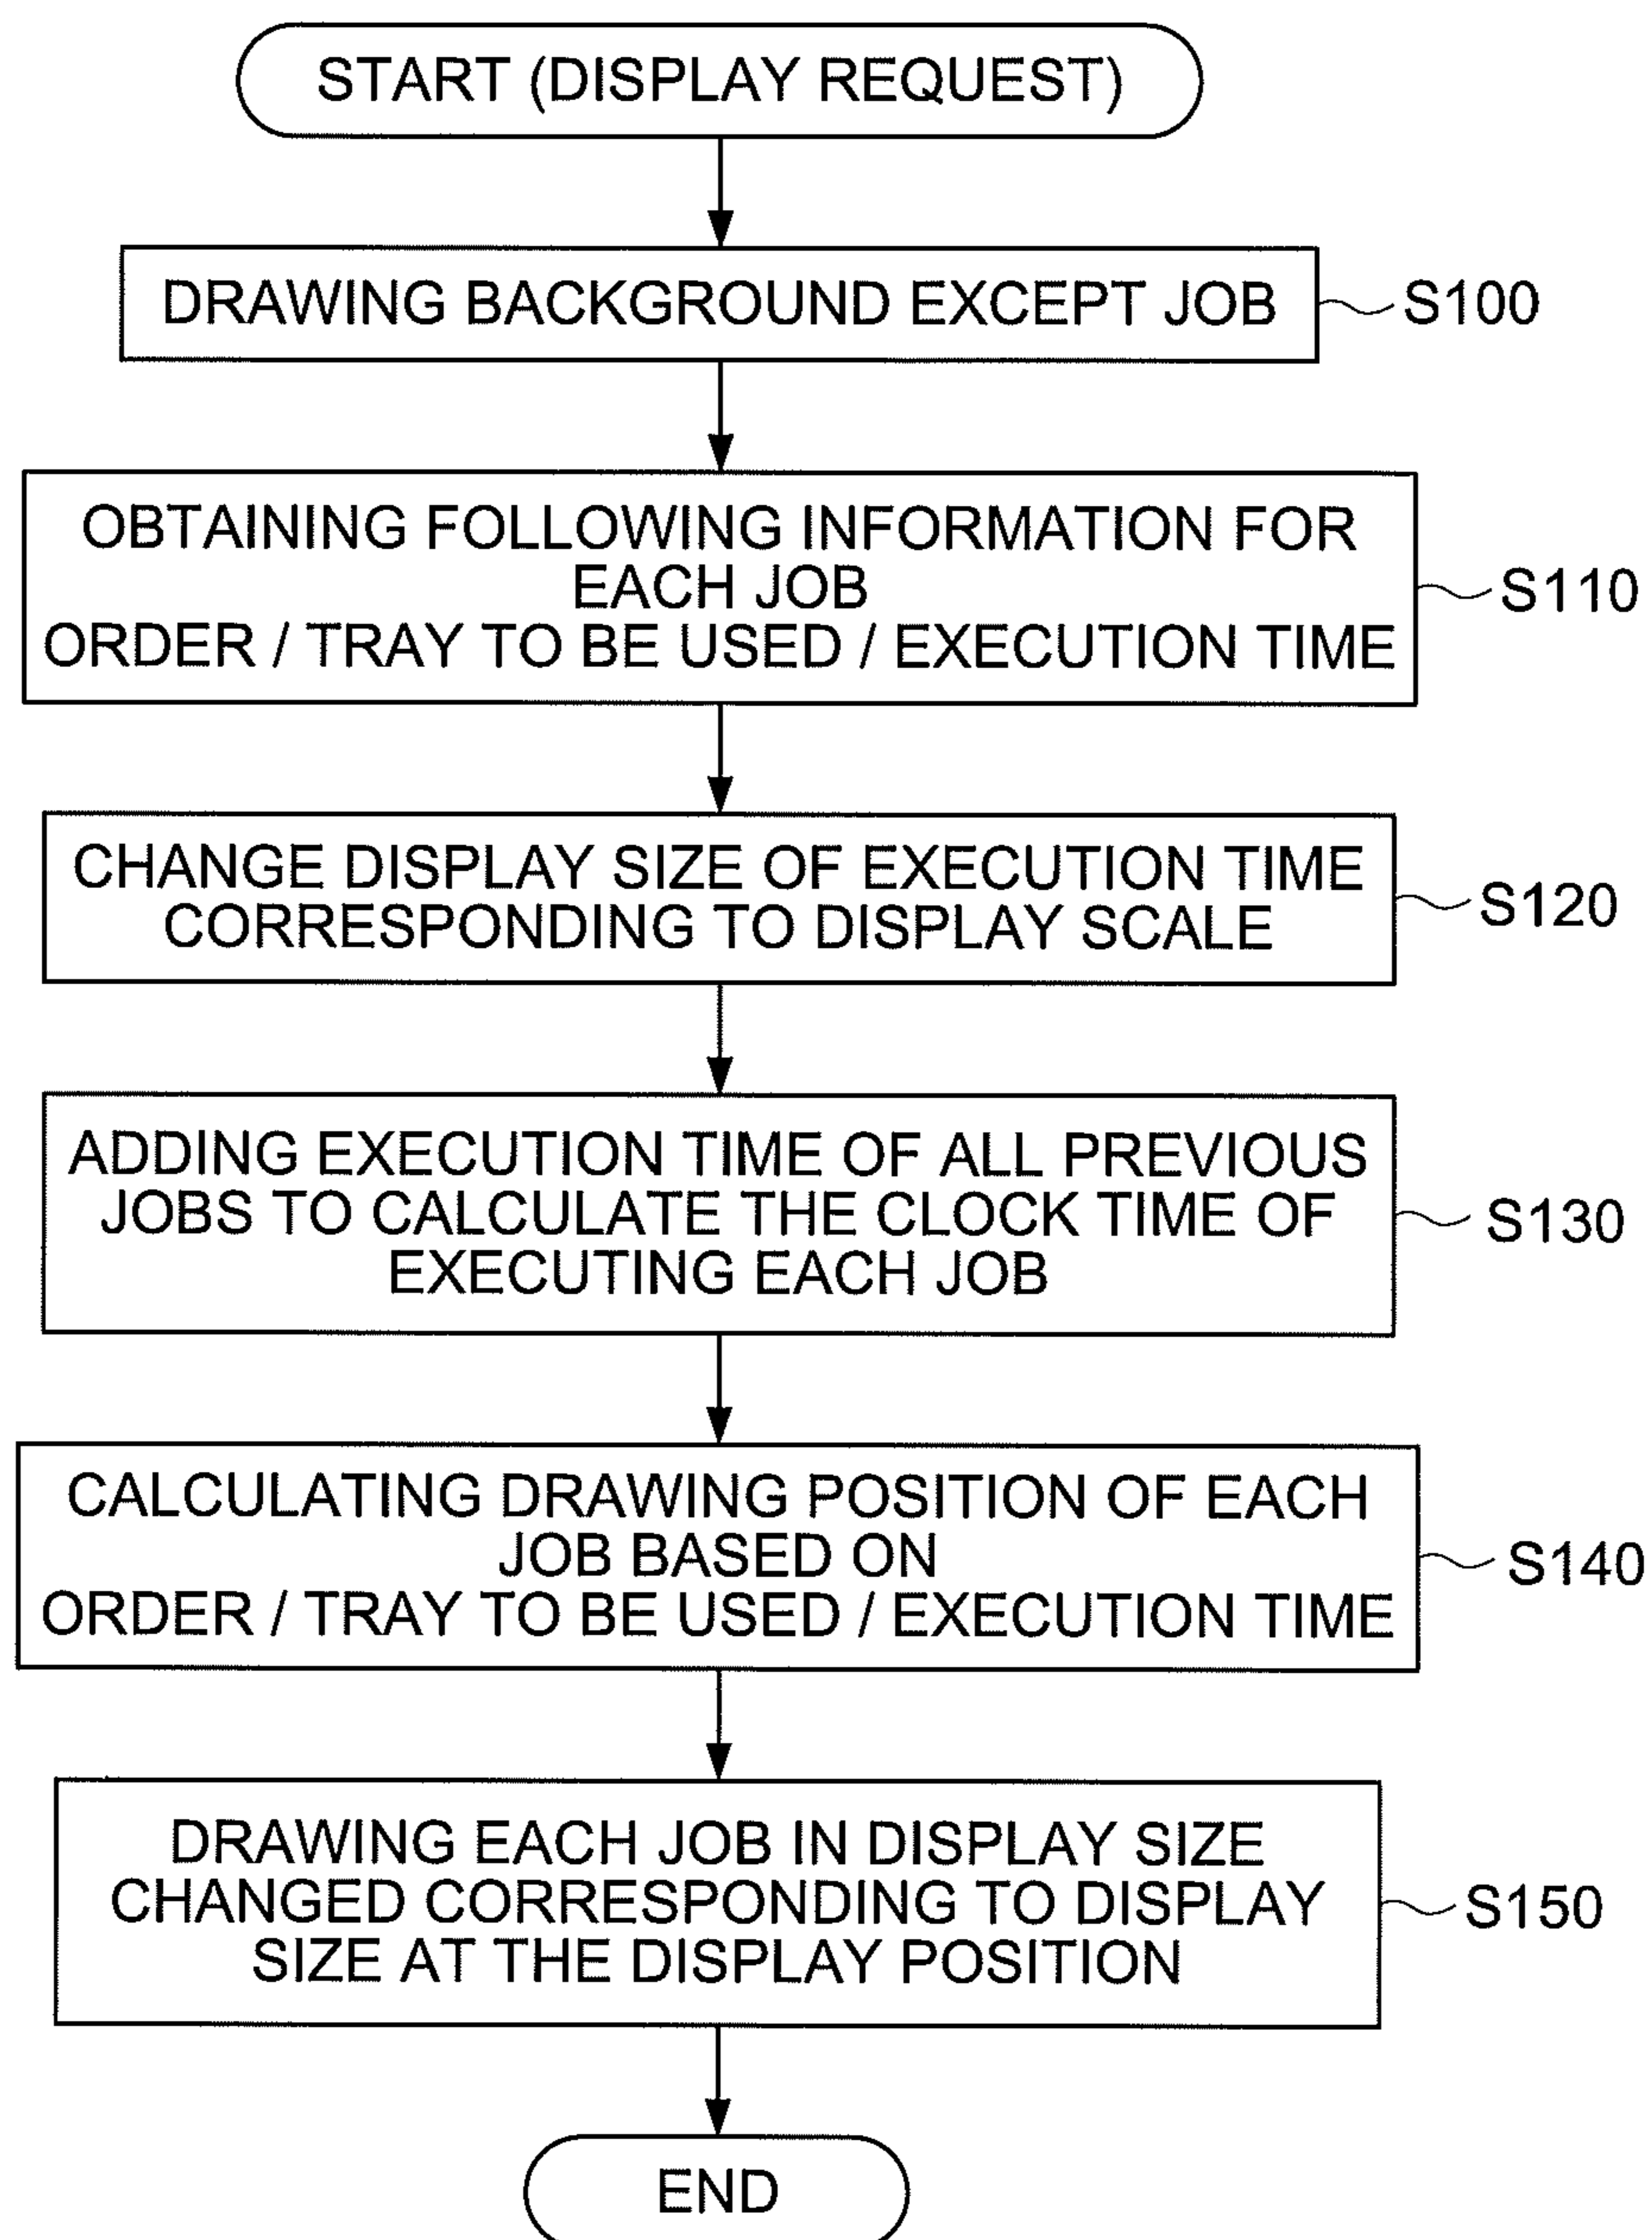 START (DISPLAY REQUEST)
DRAWING BACKGROUND EXCEPT JOB
S100
OBTAINING FOLLOWING INFORMATION FOR
EACH JOB
ORDER / TRAY TO BE USED / EXECUTION TIME
S110
CHANGE DISPLAY SIZE OF EXECUTION TIME
CORRESPONDING TO DISPLAY SCALE
S120
ADDING EXECUTION TIME OF ALL PREVIOUS
JOBS TO CALCULATE THE CLOCK TIME OF
EXECUTING EACH JOB
S130
CALCULATING DRAWING POSITION OF EACH
JOB BASED ON
ORDER / TRAY TO BE USED / EXECUTION TIME
S140
DRAWING EACH JOB IN DISPLAY SIZE
CHANGED CORRESPONDING TO DISPLAY
SIZE AT THE DISPLAY POSITION
S150
END